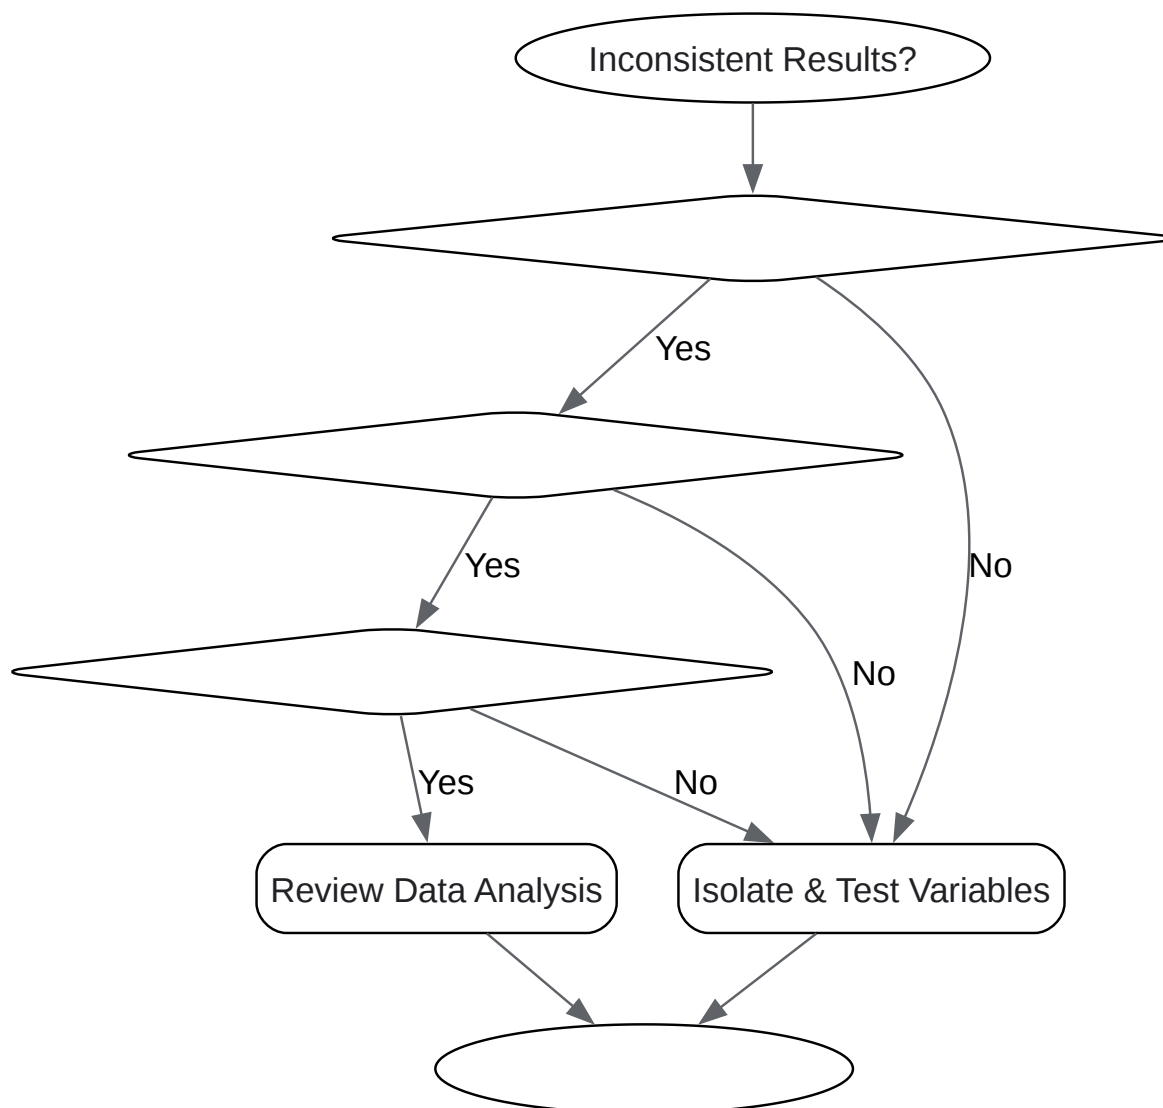 Inconsistent Results?
Yes
Yes
No
No
Yes
No
Review Data Analysis
Isolate & Test Variables